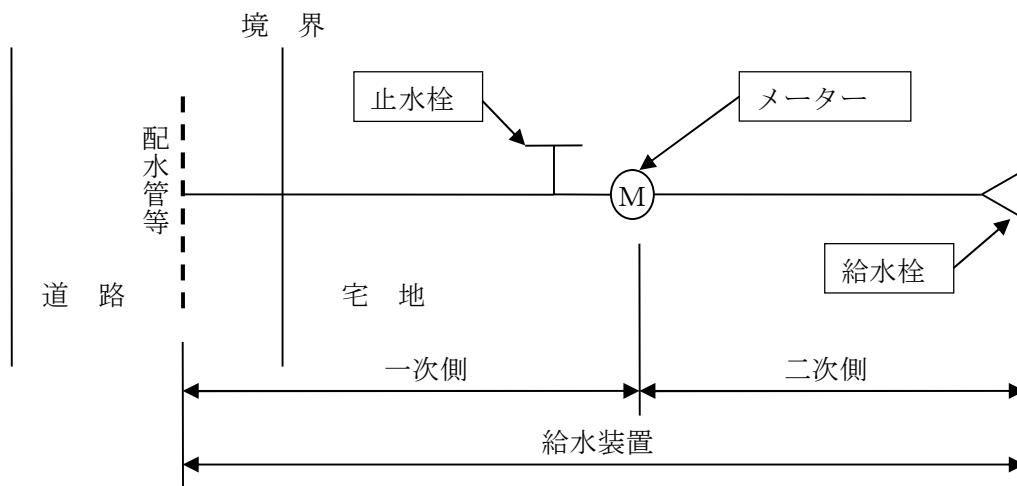 境 界
止水栓
メーター
配水管等
M
給水栓
道 路
宅 地
一次側
二次側
給水装置